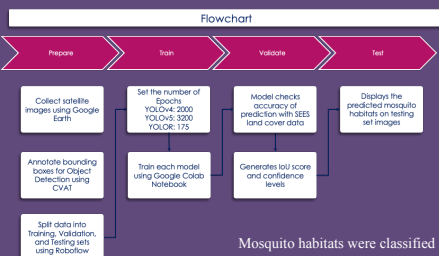 Flowchart
Prepare
Train
Validate
Test
Collect satellite
images using Google
Earth
Annotate bounding
boxes for Object
Detection using
CVAT
Split data into
Training, Validation,
and Testing sets
using Roboflow
Set the number of
Epochs
YOLOv4: 2000
YOLOv5: 3200
YOLOR: 175
Train each model
using Google Colab
Notebook
Model checks
accuracy of
prediction with SEES
land cover data
Generates IoU score
and confidence
levels
Displays the
predicted mosquito
habitats on testing
set images
Mosquito habitats were classified